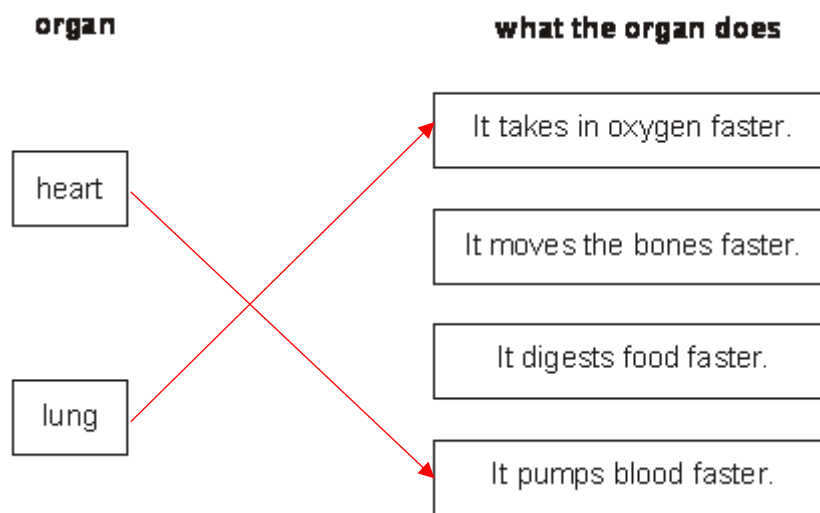 organ
what the organ does
heart
lung
It takes in oxygen faster.
It moves the bones faster.
It digests food faster.
It pumps blood faster.